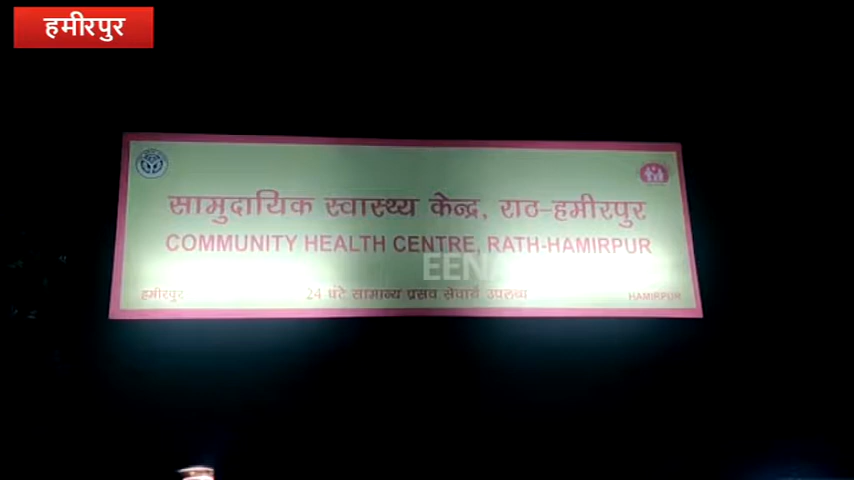 हमीरपुर
सामुदायिक स्वास्थ्य केन्द्र, राठ-हमीरपुर
COMMUNITY HEALTH CENTRE, RATH-HAMIRPUR
हमीरपुर 24 घंटे सामान्य प्रसव सेवायें उपलब्ध HAMIRPUR